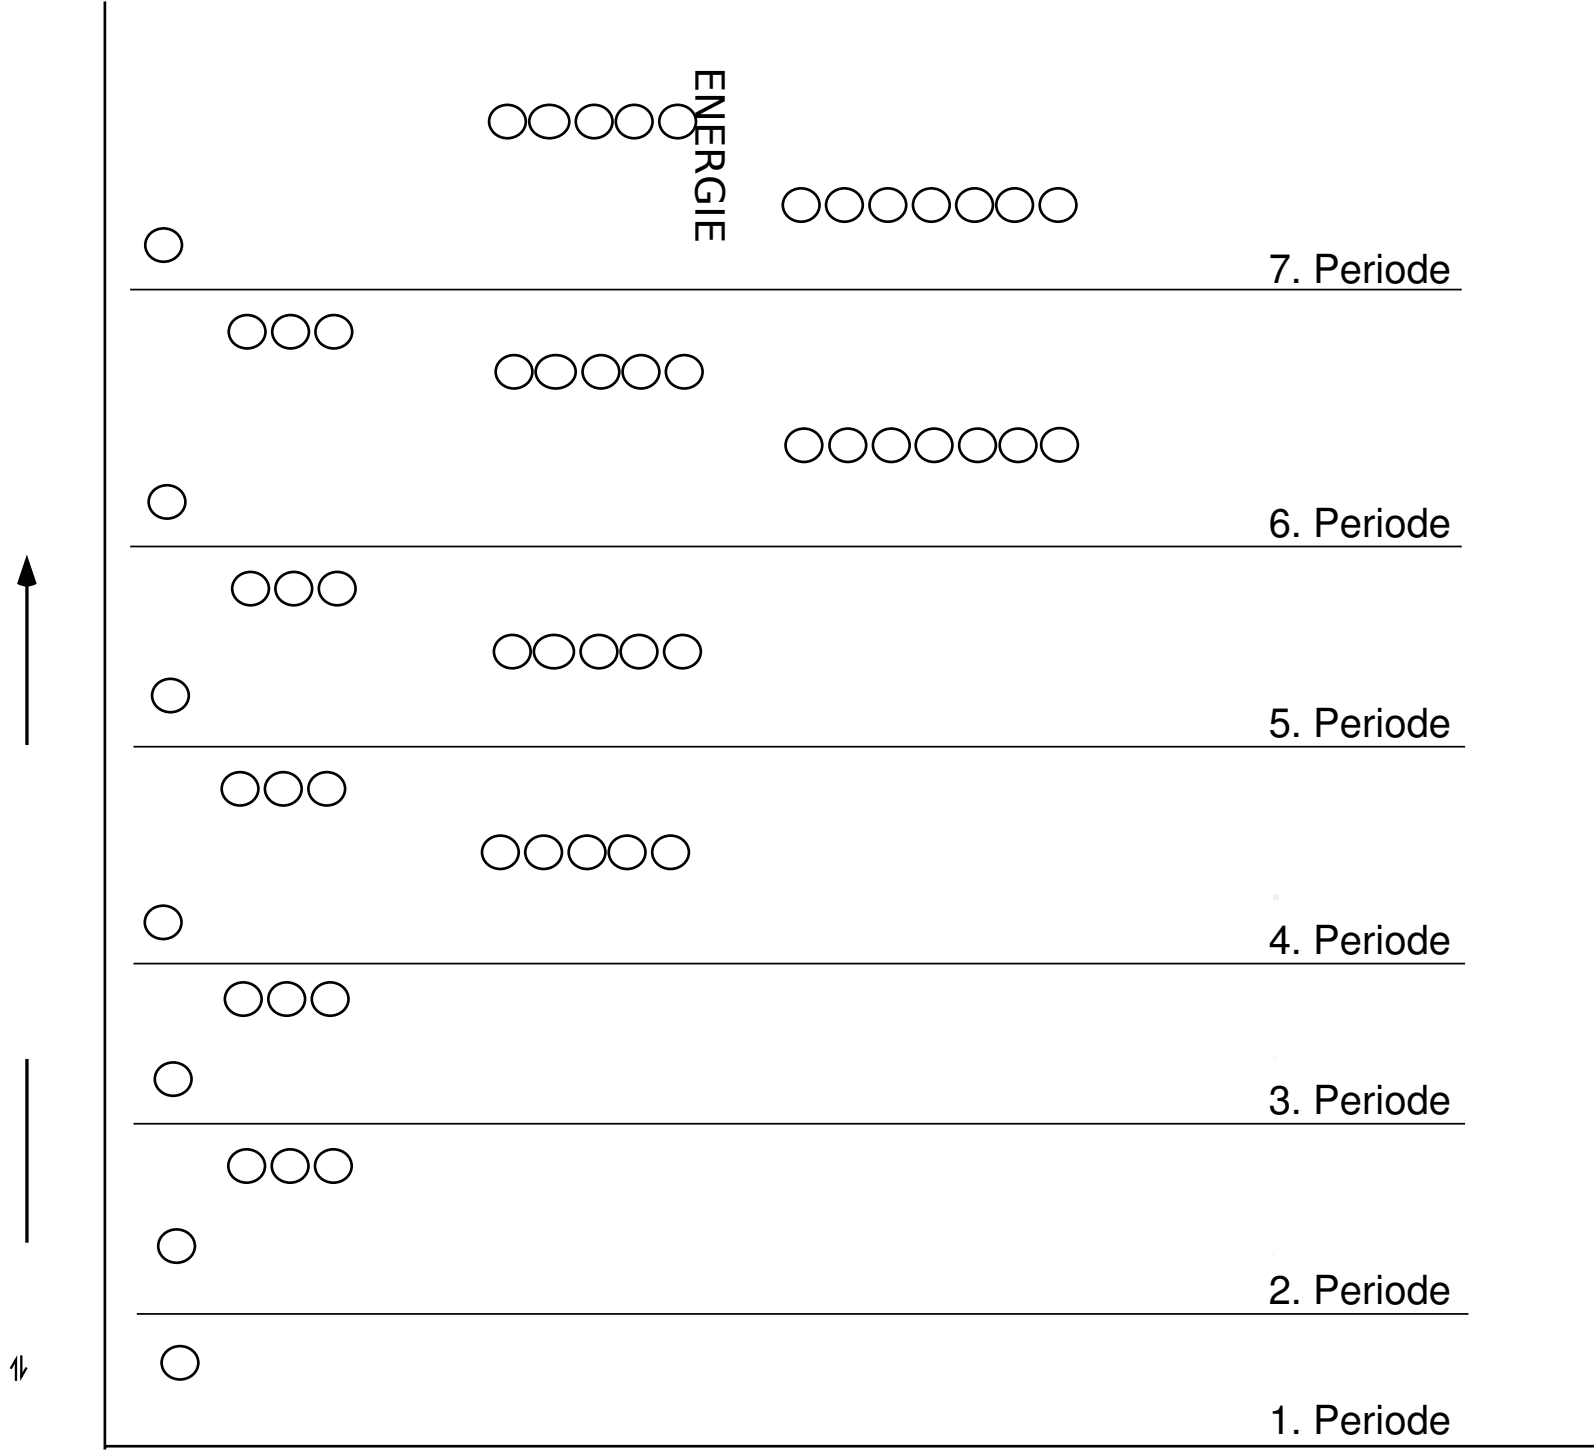 ENERGIE
7. Periode
6. Periode
5. Periode
4. Periode
3. Periode
2. Periode
1. Periode